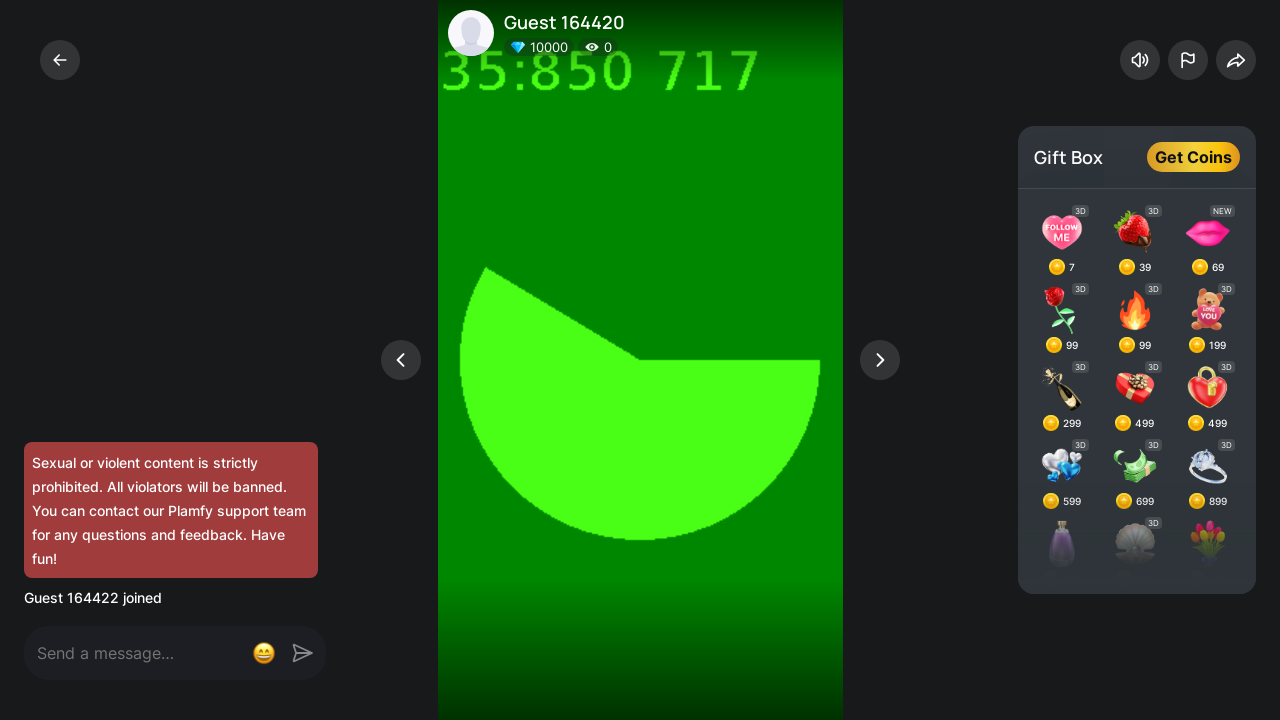 Guest 164420
10000
0
35:850 717
Gift Box
Get Coins
3D
3D
NEW
FOLLOW
ME
7
39
69
3D
3D
3D
LOVE
YOU
99
99
199
3D
3D
3D
299
499
499
3D
3D
3D
599
699
899
3D
Sexual or violent content is strictly
prohibited. All violators will be banned.
You can contact our Plamfy support team
for any questions and feedback. Have
fun!
Guest 164422 joined
Send a message...